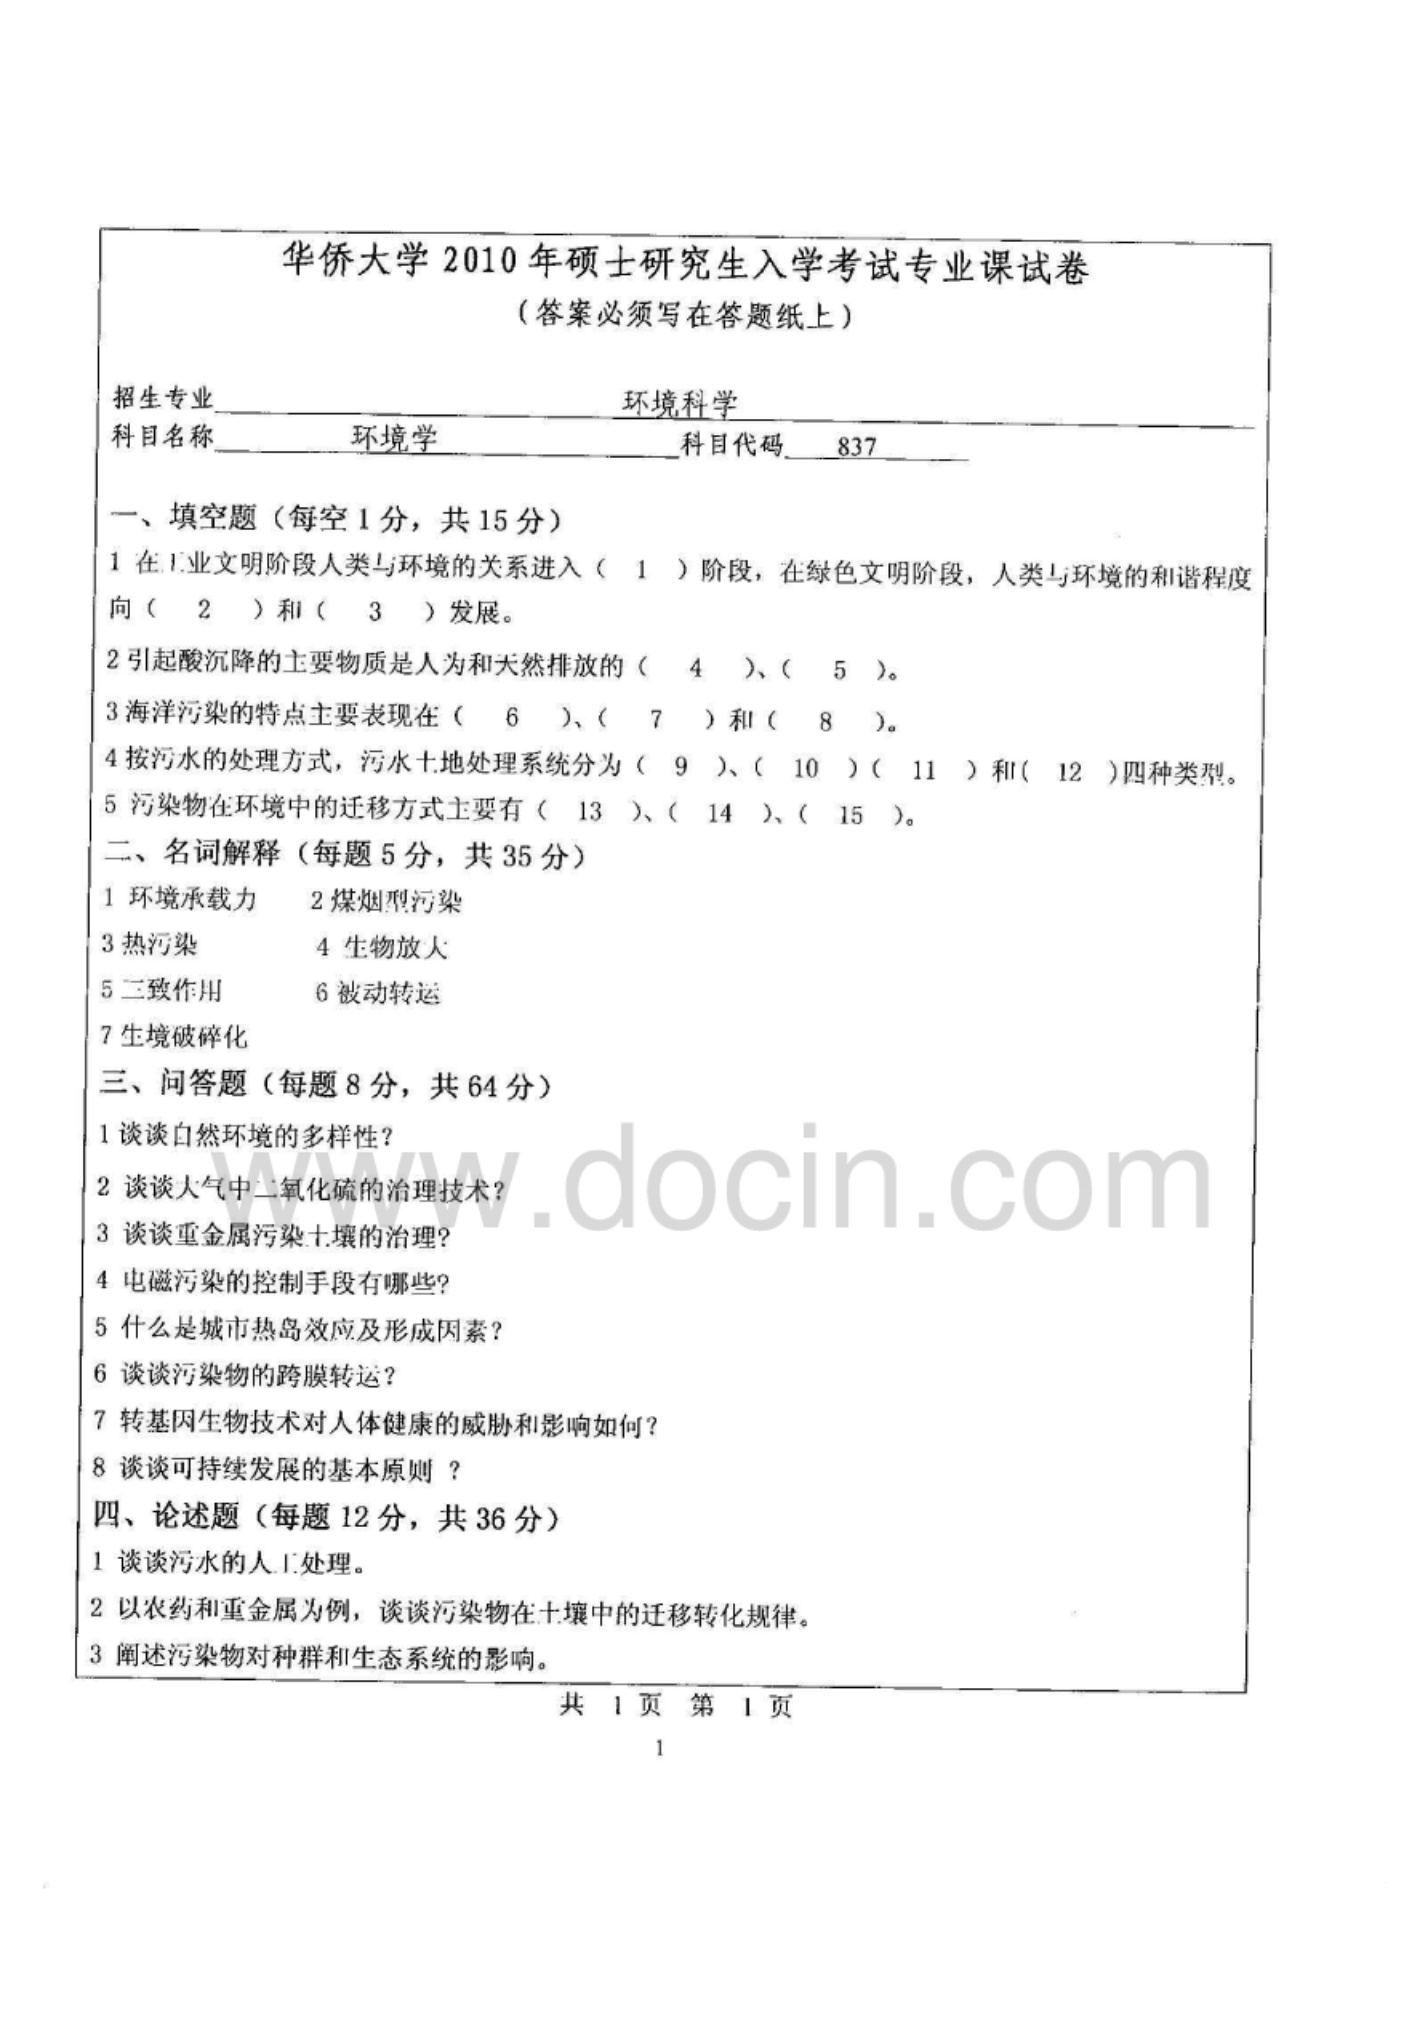 华侨大学 2010 年硕士研究生入学考试专业课试卷
（答案必须写在答题纸上）
招生专业 环境科学
科目名称 环境学 科目代码 837
一、填空题（每空 1 分，共 15 分）
1 在工业文明阶段人类与环境的关系进入（ 1 ）阶段，在绿色文明阶段，人类与环境的和谐程度
向（ 2 ）和（ 3 ）发展。
2 引起酸沉降的主要物质是人为和天然排放的（ 4 ）、（ 5 ）。
3 海洋污染的特点主要表现在（ 6 ）、（ 7 ）和（ 8 ）。
4 按污水的处理方式，污水土地处理系统分为（ 9 ）、（ 10 ）（ 11 ）和（ 12 ）四种类型。
5 污染物在环境中的迁移方式主要有（ 13 ）、（ 14 ）、（ 15 ）。
二、名词解释（每题 5 分，共 35 分）
1 环境承载力 2 煤烟型污染
3 热污染 4 生物放大
5 三致作用 6 被动转运
7 生境破碎化
三、问答题（每题 8 分，共 64 分）
1 谈谈自然环境的多样性？
2 谈谈大气中二氧化硫的治理技术？
www.docin.com
3 谈谈重金属污染土壤的治理？
4 电磁污染的控制手段有哪些？
5 什么是城市热岛效应及形成因素？
6 谈谈污染物的跨膜转运？
7 转基因生物技术对人体健康的威胁和影响如何？
8 谈谈可持续发展的基本原则 ？
四、论述题（每题 12 分，共 36 分）
1 谈谈污水的人工处理。
2 以农药和重金属为例，谈谈污染物在土壤中的迁移转化规律。
3 阐述污染物对种群和生态系统的影响。
共 1 页 第 1 页
1